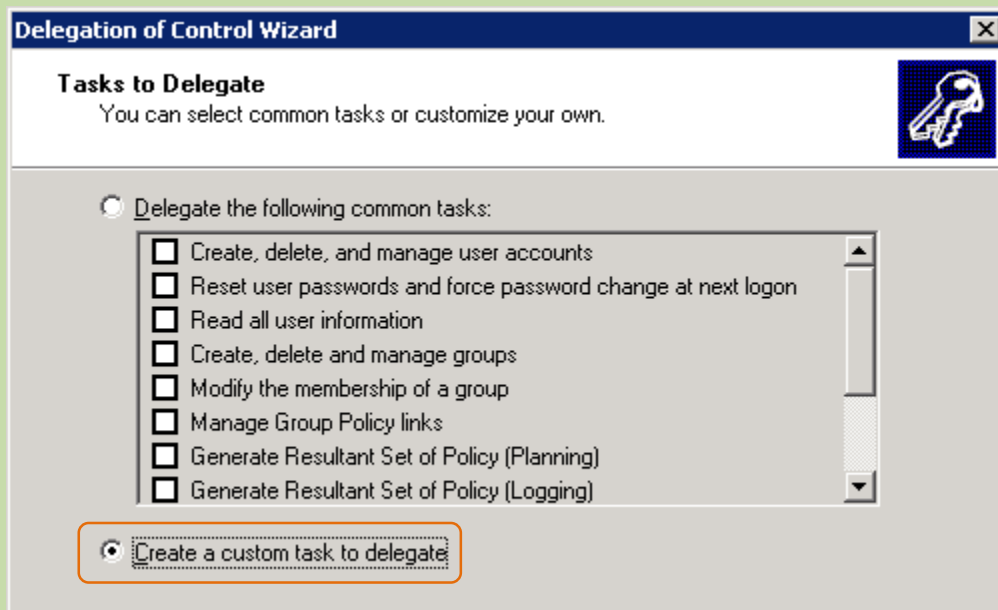 Delegation of Control Wizard
Tasks to Delegate
You can select common tasks or customize your own.
Delegate the following common tasks:
Create, delete, and manage user accounts
Reset user passwords and force password change at next logon
Read all user information
Create, delete and manage groups
Modify the membership of a group
Manage Group Policy links
Generate Resultant Set of Policy (Planning)
Generate Resultant Set of Policy (Logging)
Create a custom task to delegate